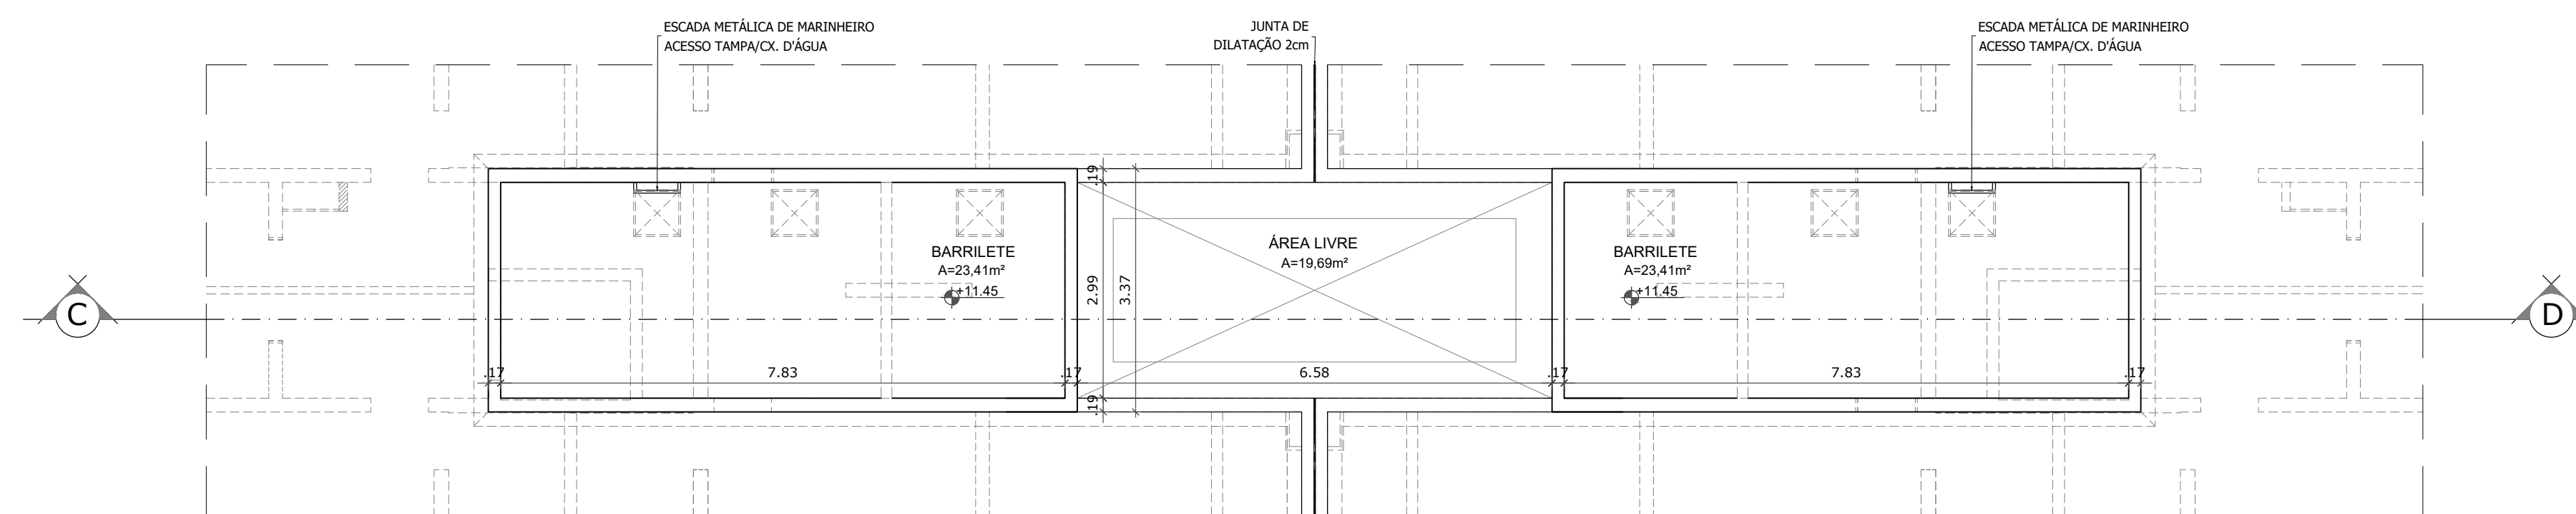 ESCADA METÁLICA DE MARINHEIRO
ACESSO TAMPA/CX. D'ÁGUA
JUNTA DE
DILATAÇÃO 2cm
ESCADA METÁLICA DE MARINHEIRO
ACESSO TAMPA/CX. D'ÁGUA
.19
BARRILETE
A=23,41m²
+11.45
2.99
3.37
ÁREA LIVRE
A=19,69m²
BARRILETE
A=23,41m²
+11.45
C
D
.17
7.83
.17
6.58
.17
7.83
.17
.19